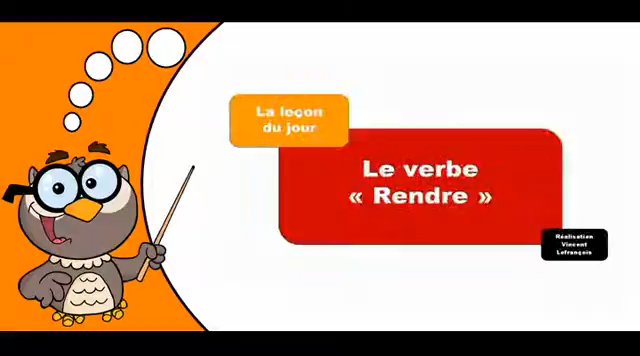 La leçon
du jour
Le verbe
« Rendre »
Réalisation
Vincent
Lefrançois